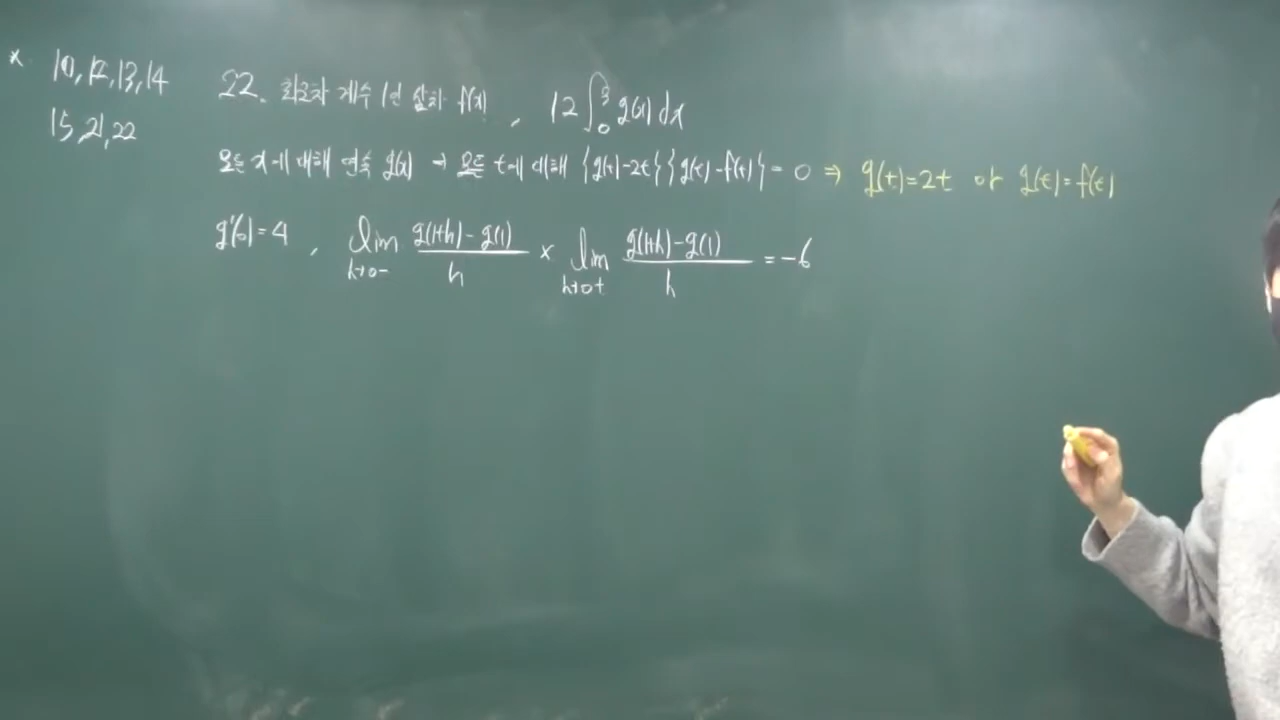 * 10, 12, 13, 14
15, 21, 22
22. 최고차 계수 1인 삼차 f(x), 12∫₀³ g(x)dx
모든 x에 대해 연속 g(x) → 모든 t에 대해 {g(t)-2t}{g(t)-f(t)}=0 ⇒ g(t)=2t or g(t)=f(t)
g'(0)=4, lim h→0- g(1+h)-g(1)/h × lim h→0+ g(1+h)-g(1)/h = -6